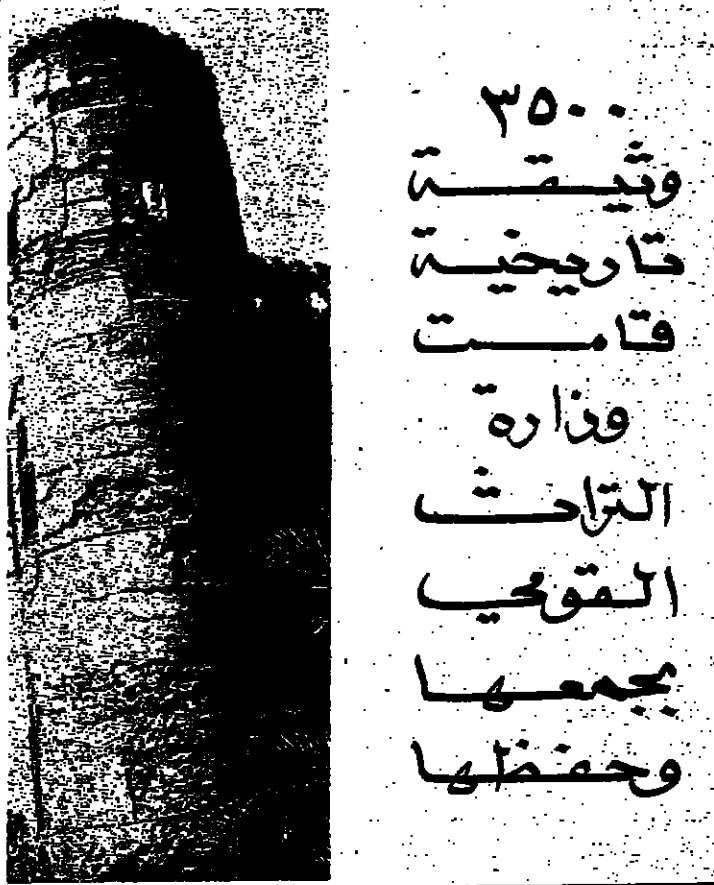 ٣٥٠٠
وثيقة
تاريخية
قامت
وزارة
التراث
القومي
بجمعها
وحفظها